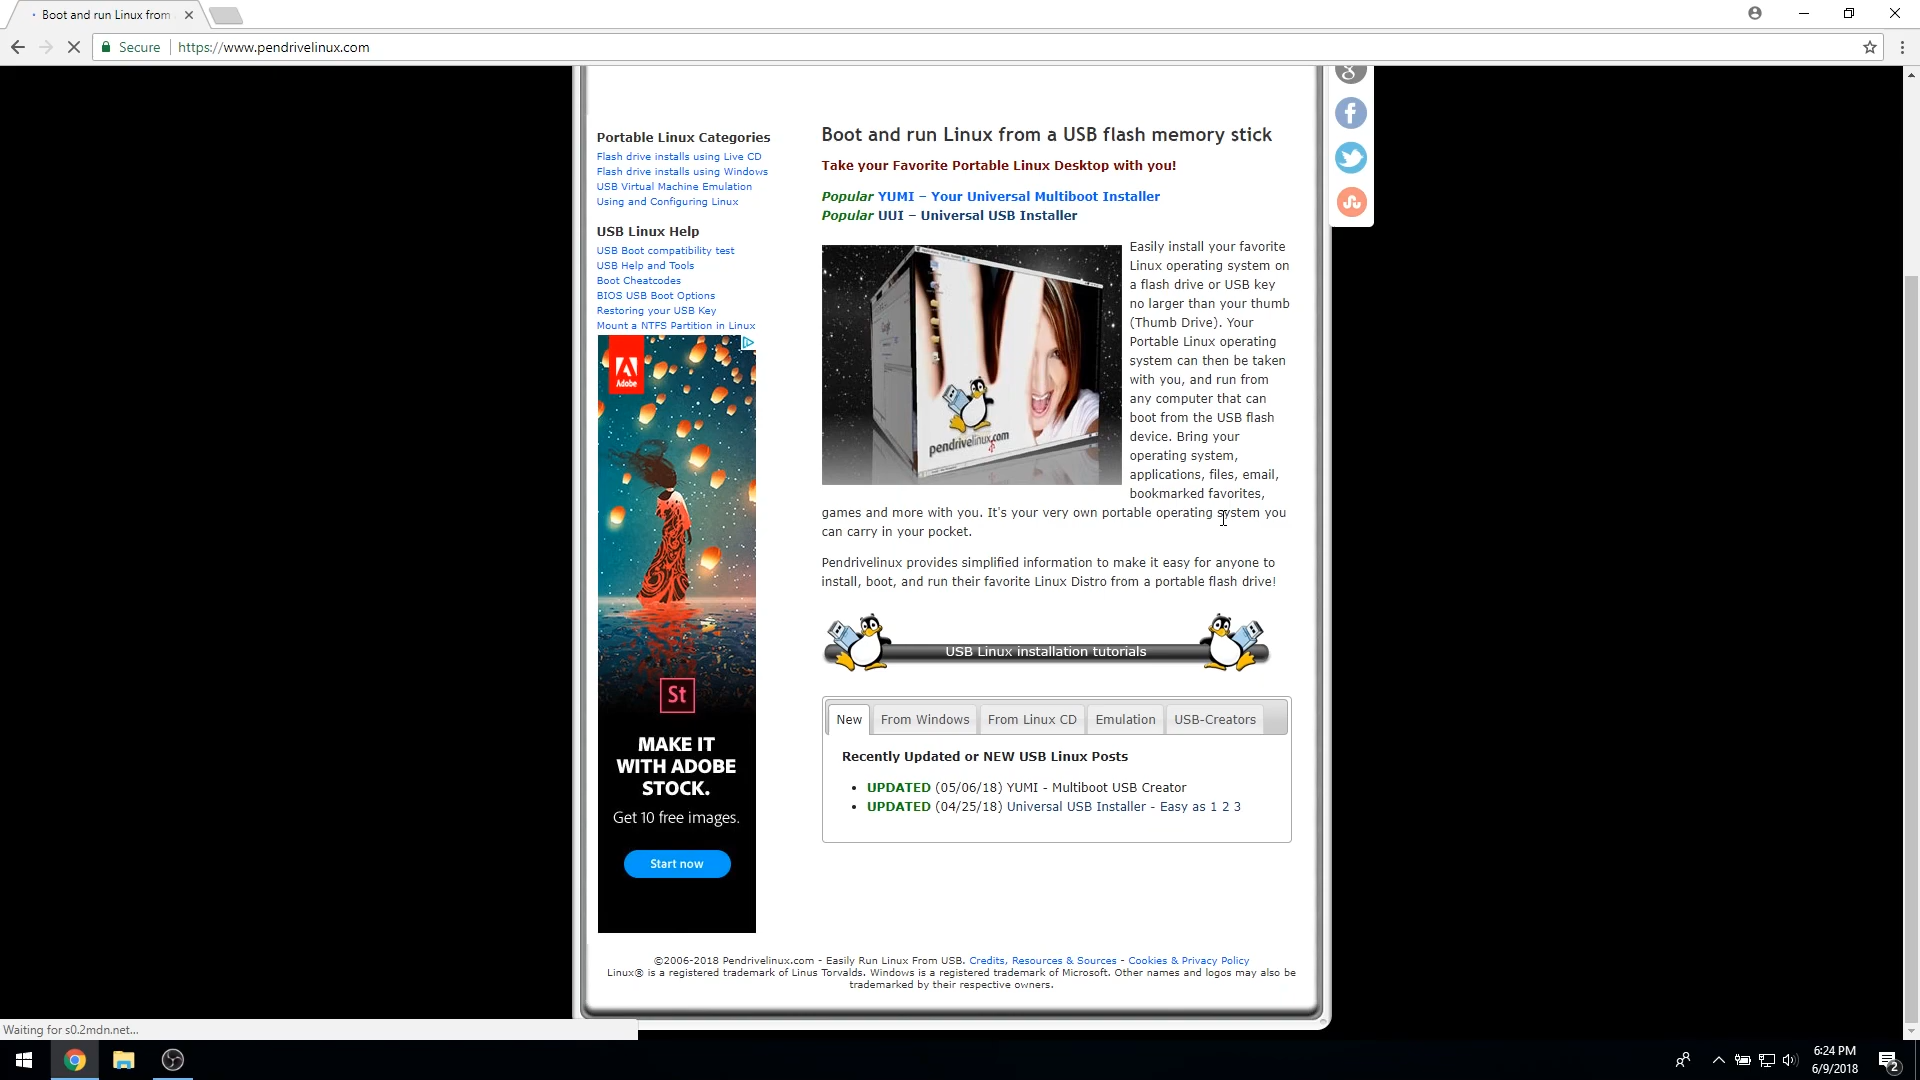 Boot and run Linux from
Secure
https://www.pendrivelinux.com
Portable Linux Categories
Flash drive installs using Live CD
Flash drive installs using Windows
USB Virtual Machine Emulation
Using and Configuring Linux
USB Linux Help
USB Boot compatibility test
USB Help and Tools
Boot Cheatcodes
BIOS USB Boot Options
Restoring your USB Key
Mount a NTFS Partition in Linux
Adobe
St
MAKE IT
WITH ADOBE
STOCK.
Get 10 free images.
Start now
Boot and run Linux from a USB flash memory stick
Take your Favorite Portable Linux Desktop with you!
Popular YUMI – Your Universal Multiboot Installer
Popular UUI – Universal USB Installer
pendrivelinux.com
Easily install your favorite
Linux operating system on
a flash drive or USB key
no larger than your thumb
(Thumb Drive). Your
Portable Linux operating
system can then be taken
with you, and run from
any computer that can
boot from the USB flash
device. Bring your
operating system,
applications, files, email,
bookmarked favorites,
games and more with you. It's your very own portable operating system you
can carry in your pocket.
Pendrivelinux provides simplified information to make it easy for anyone to
install, boot, and run their favorite Linux Distro from a portable flash drive!
USB Linux installation tutorials
New
From Windows
From Linux CD
Emulation
USB-Creators
Recently Updated or NEW USB Linux Posts
• UPDATED (05/06/18) YUMI - Multiboot USB Creator
• UPDATED (04/25/18) Universal USB Installer - Easy as 1 2 3
©2006-2018 Pendrivelinux.com - Easily Run Linux From USB. Credits, Resources & Sources - Cookies & Privacy Policy
Linux® is a registered trademark of Linus Torvalds. Windows is a registered trademark of Microsoft. Other names and logos may also be
trademarked by their respective owners.
Waiting for s0.2mdn.net...
6:24 PM
6/9/2018
2